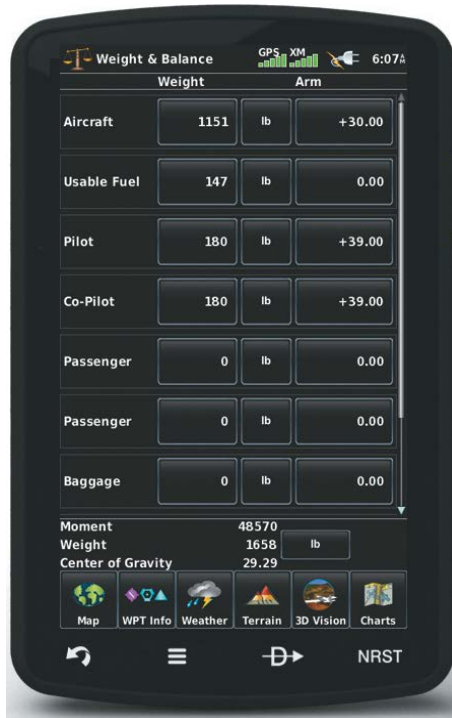 Weight & Balance GPS XM 6:07A
Weight Arm
Aircraft 1151 lb +30.00
Usable Fuel 147 lb 0.00
Pilot 180 lb +39.00
Co-Pilot 180 lb +39.00
Passenger 0 lb 0.00
Passenger 0 lb 0.00
Baggage 0 lb 0.00
Moment 48570
Weight 1658 lb
Center of Gravity 29.29
Map WPT Info Weather Terrain 3D Vision Charts
D NRST